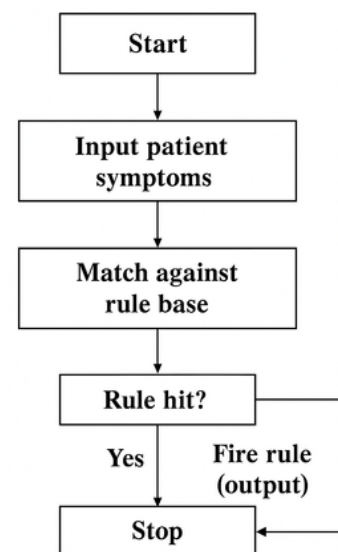 Start
Input patient
symptoms
Match against
rule base
Rule hit?
Yes
Fire rule
(output)
Stop